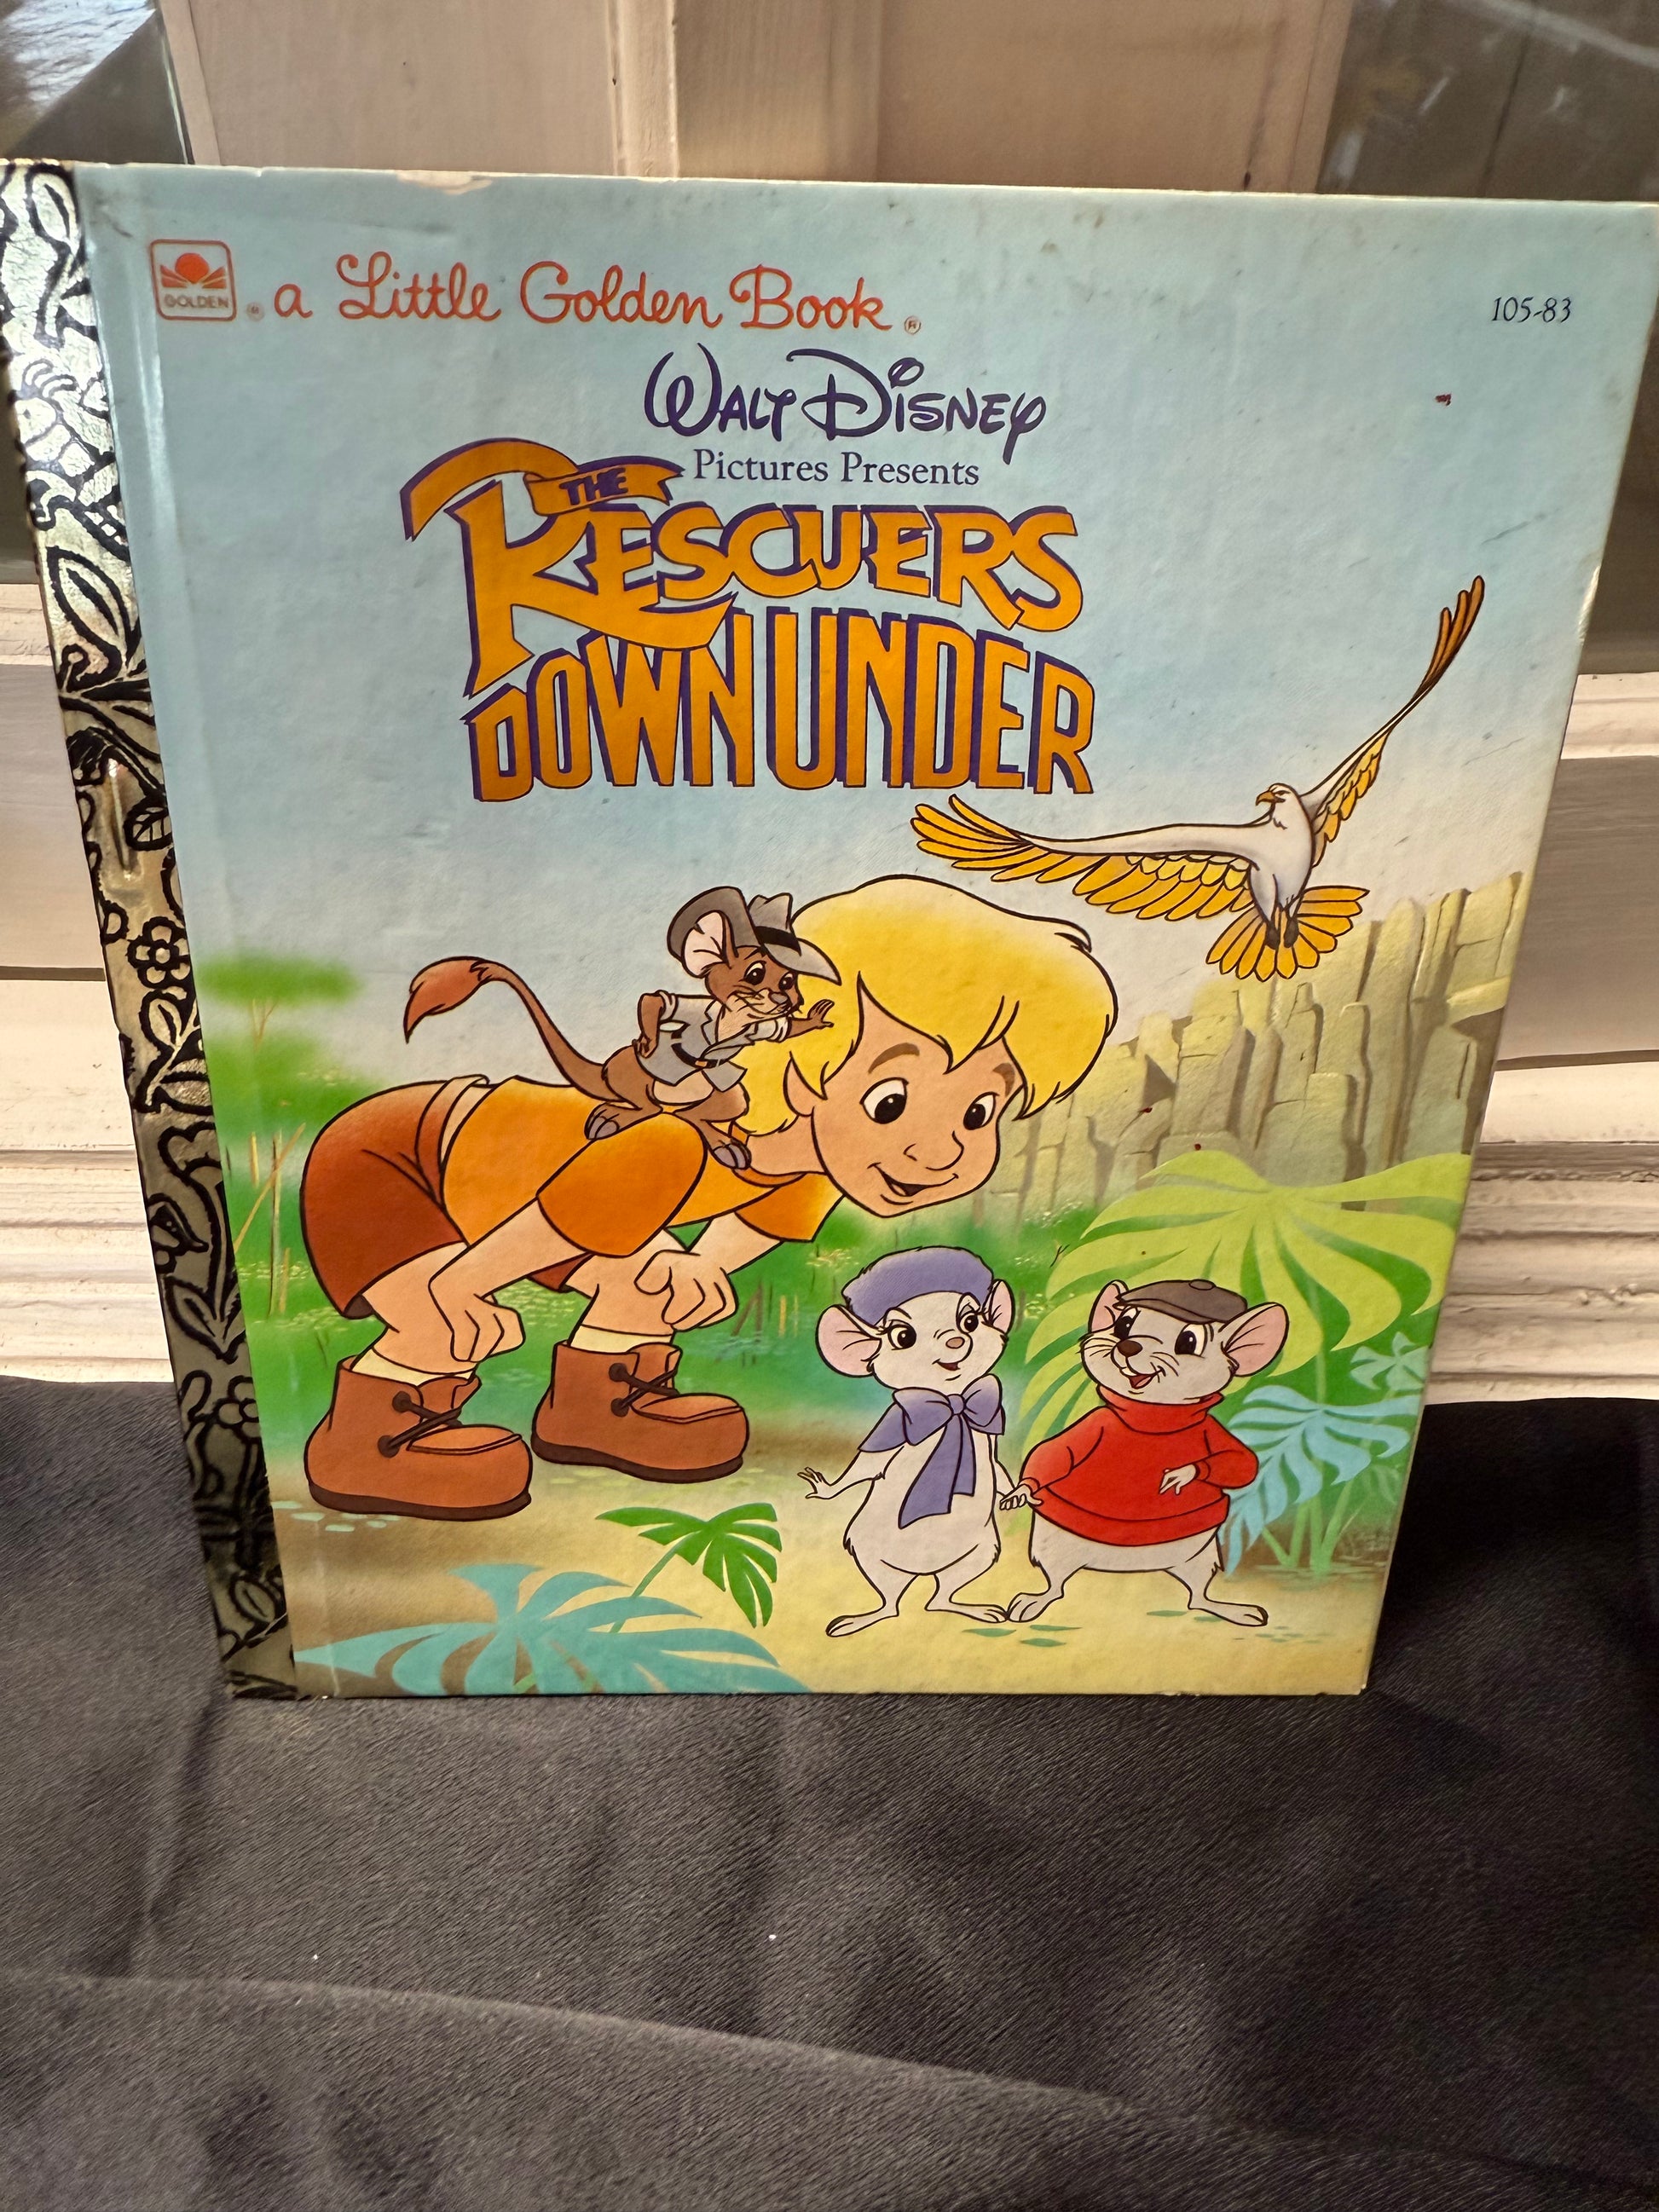 GOLDEN
®
a Little Golden Book®
105-83
WALT DISNEY
Pictures Presents
THE
RESCUERS
DOWN UNDER